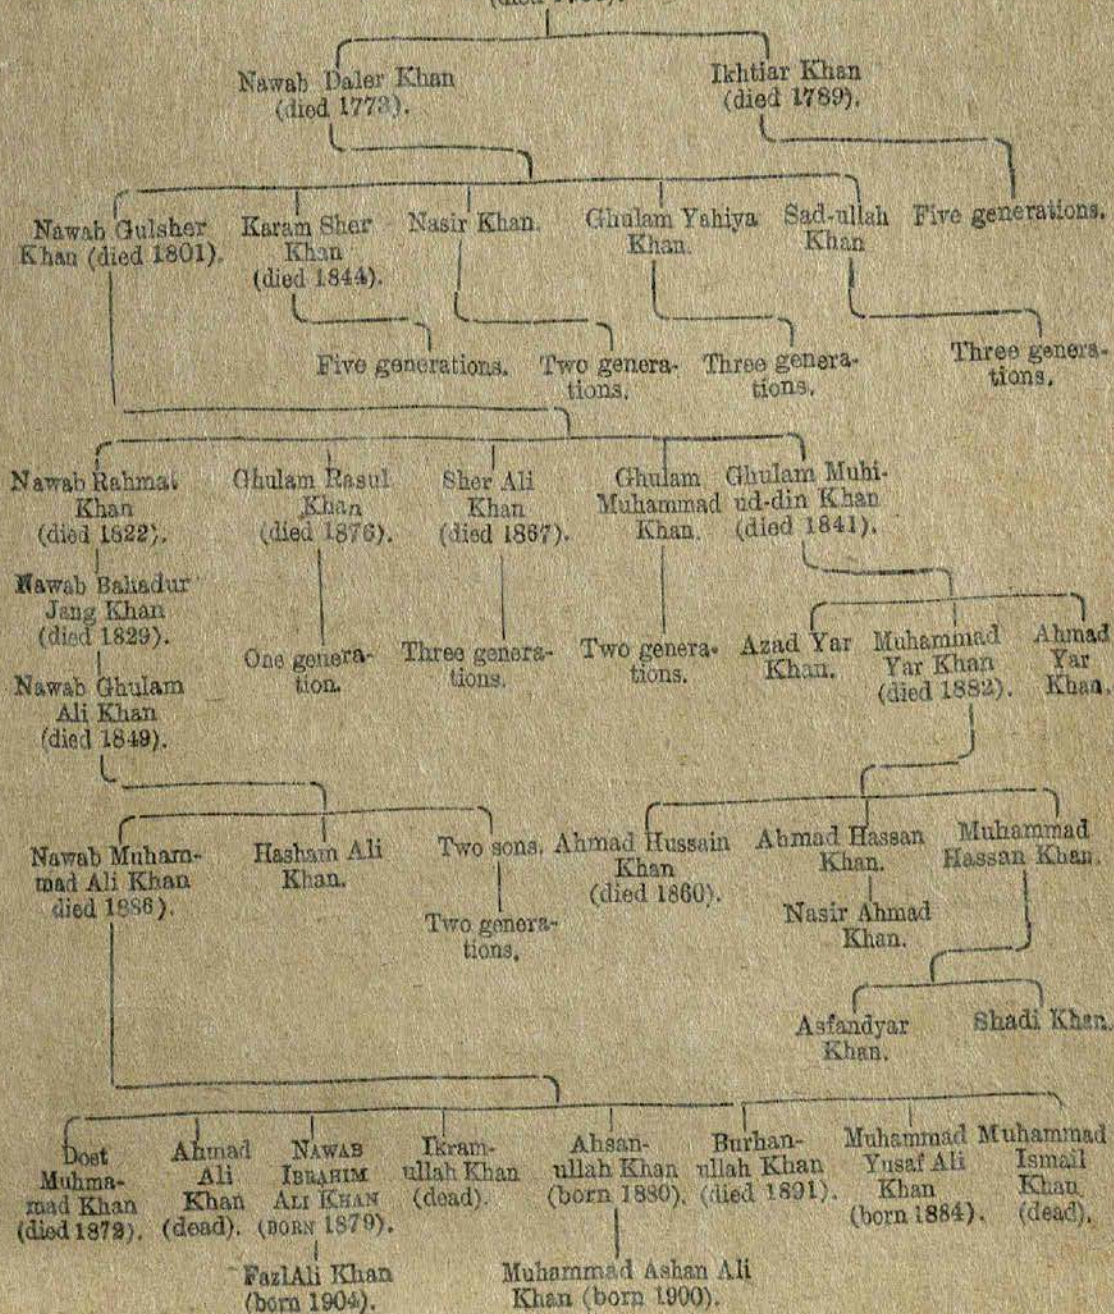 Nawab Daler Khan
(died 1773).
Ikhtiar Khan
(died 1789).
Nawab Gulsher
Khan (died 1801).
Karam Sher
Khan
(died 1844).
Nasir Khan.
Ghulam Yahiya
Khan.
Sad-ullah
Khan
Five generations.
Five generations.
Two genera-
tions.
Three genera-
tions.
Three genera-
tions.
Nawab Rahmat
Khan
(died 1822).
Ghulam Rasul
Khan
(died 1876).
Sher Ali
Khan
(died 1867).
Ghulam
Muhammad
Khan.
Ghulam Muhi-
ud-din Khan
(died 1841).
Nawab Bahadur
Jang Khan
(died 1829).
One genera-
tion.
Three genera-
tions.
Two genera-
tions.
Azad Yar
Khan.
Muhammad
Yar Khan
(died 1882).
Ahmad
Yar
Khan.
Nawab Ghulam
Ali Khan
(died 1849).
Nawab Muham-
mad Ali Khan
died 1886).
Hasham Ali
Khan.
Two sons.
Two genera-
tions.
Ahmad Hussain
Khan
(died 1860).
Ahmad Hassan
Khan.
Nasir Ahmad
Khan.
Muhammad
Hassan Khan.
Asfandyar
Khan.
Shadi Khan.
Dost
Muhma-
mad Khan
(died 1872).
Ahmad
Ali
Khan
(dead).
NAWAB
IBRAHIM
ALI KHAN
(BORN 1879).
Ikram-
ullah Khan
(dead).
Ahsan-
ullah Khan
(born 1880).
Burhan-
ullah Khan
(died 1891).
Muhammad
Yusaf Ali
Khan
(born 1884).
Muhammad
Ismail
Khan
(dead).
FazlAli Khan
(born 1904).
Muhammad Ashan Ali
Khan (born 1900).